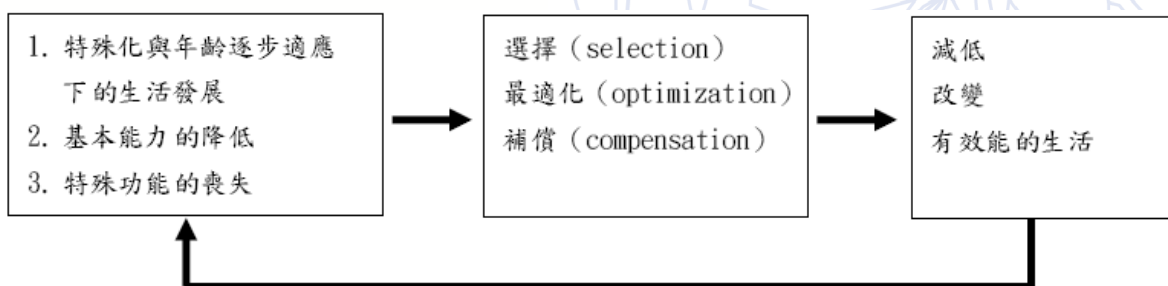 1. 特殊化與年齡逐步適應
下的生活發展
2. 基本能力的降低
3. 特殊功能的喪失
選擇（selection）
最適化（optimization）
補償（compensation）
減低
改變
有效能的生活